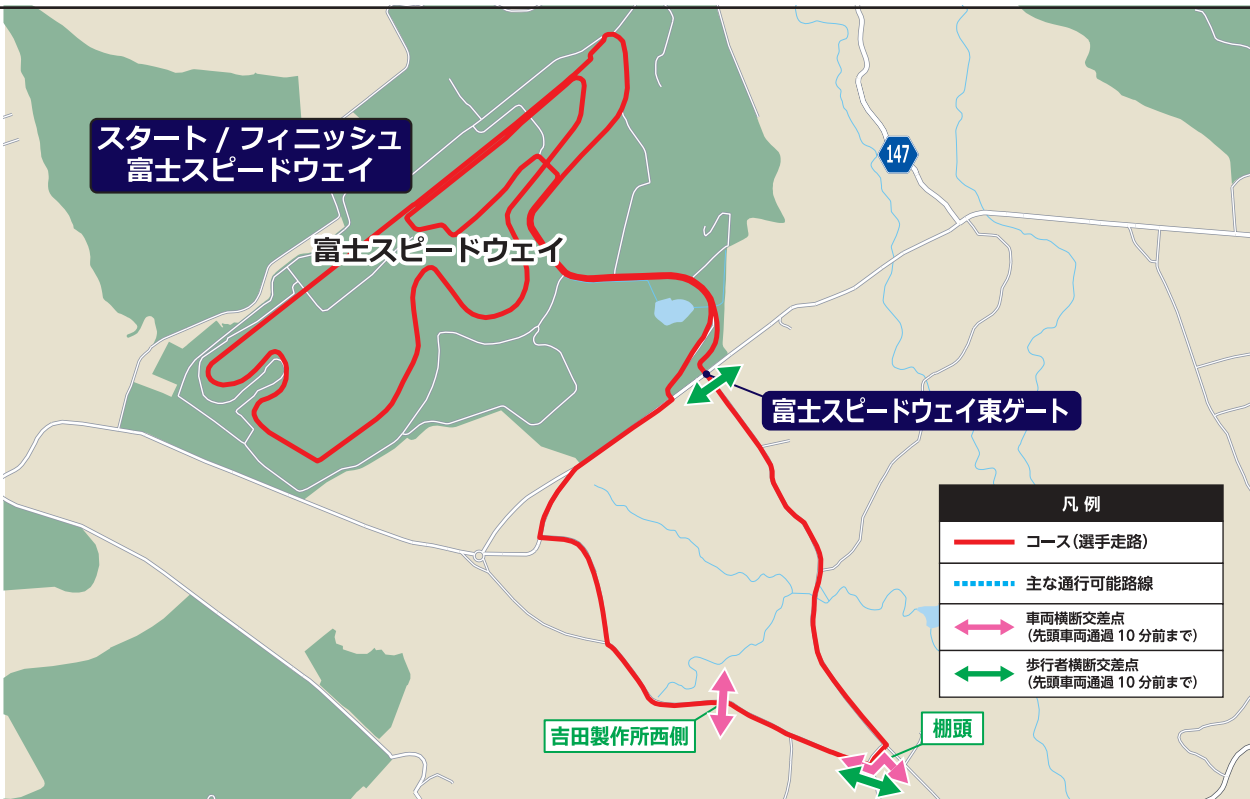 スタート / フィニッシュ
富士スピードウェイ
147
富士スピードウェイ
富士スピードウェイ東ゲート
凡 例
コース(選手走路)
主な通行可能路線
車両横断交差点
(先頭車両通過 10 分前まで)
歩行者横断交差点
(先頭車両通過 10 分前まで)
吉田製作所西側
棚頭